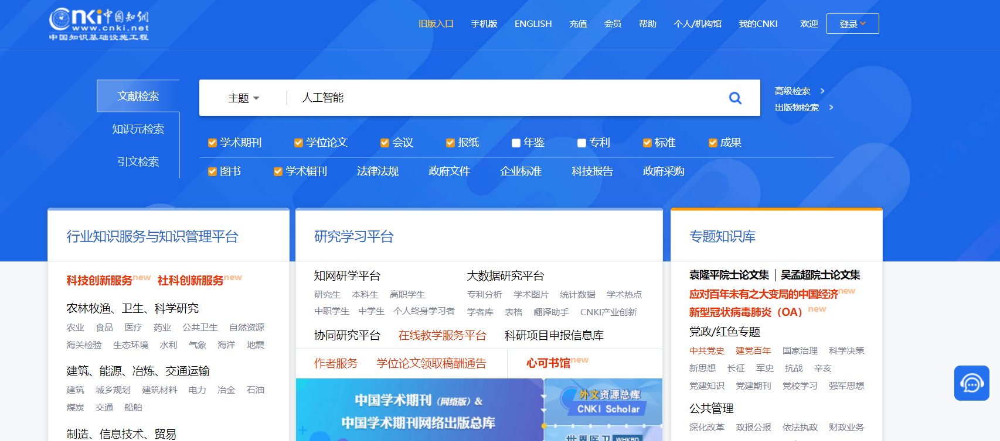 Cnki中国知网
www.cnki.net
中国知识基础设施工程
旧版入口 手机版 ENGLISH 充值 会员 帮助 个人/机构馆 我的CNKI 欢迎 登录
文献检索
知识元检索
引文检索
主题 人工智能
高级检索 >
出版物检索 >
学术期刊 学位论文 会议 报纸 年鉴 专利 标准 成果
图书 学术辑刊 法律法规 政府文件 企业标准 科技报告 政府采购
行业知识服务与知识管理平台
科技创新服务new 社科创新服务new
农林牧渔、卫生、科学研究
农业 食品 医疗 药业 公共卫生 自然资源
海关检验 生态环境 水利 气象 海洋 地震
建筑、能源、冶炼、交通运输
建筑 城乡规划 建筑材料 电力 冶金 石油
煤炭 交通 船舶
制造、信息技术、贸易
研究学习平台
知网研学平台
研究生 本科生 高职学生
中职学生 中学生 个人终身学习者
大数据研究平台
专利分析 学术图片 统计数据 学术热点
学者库 表格 翻译助手 CNKI产业创新
协同研究平台 在线教学服务平台 科研项目申报信息库
作者服务 学位论文领取稿酬通告 心可书馆new
中国学术期刊（网络版）&
中国学术期刊网络出版总库
外文资源总库
CNKI Scholar
世界医卫 WHKBD
专题知识库
袁隆平院士论文集 | 吴孟超院士论文集
应对百年未有之大变局的中国经济new
新型冠状病毒肺炎（OA）new
党政/红色专题
中共党史 建党百年 国家治理 科学决策
新思想 长征 军史 抗战 辛亥
党建知识 党建期刊 党校学习 强军思想
公共管理
深化改革 政报公报 依法执政 财政业务